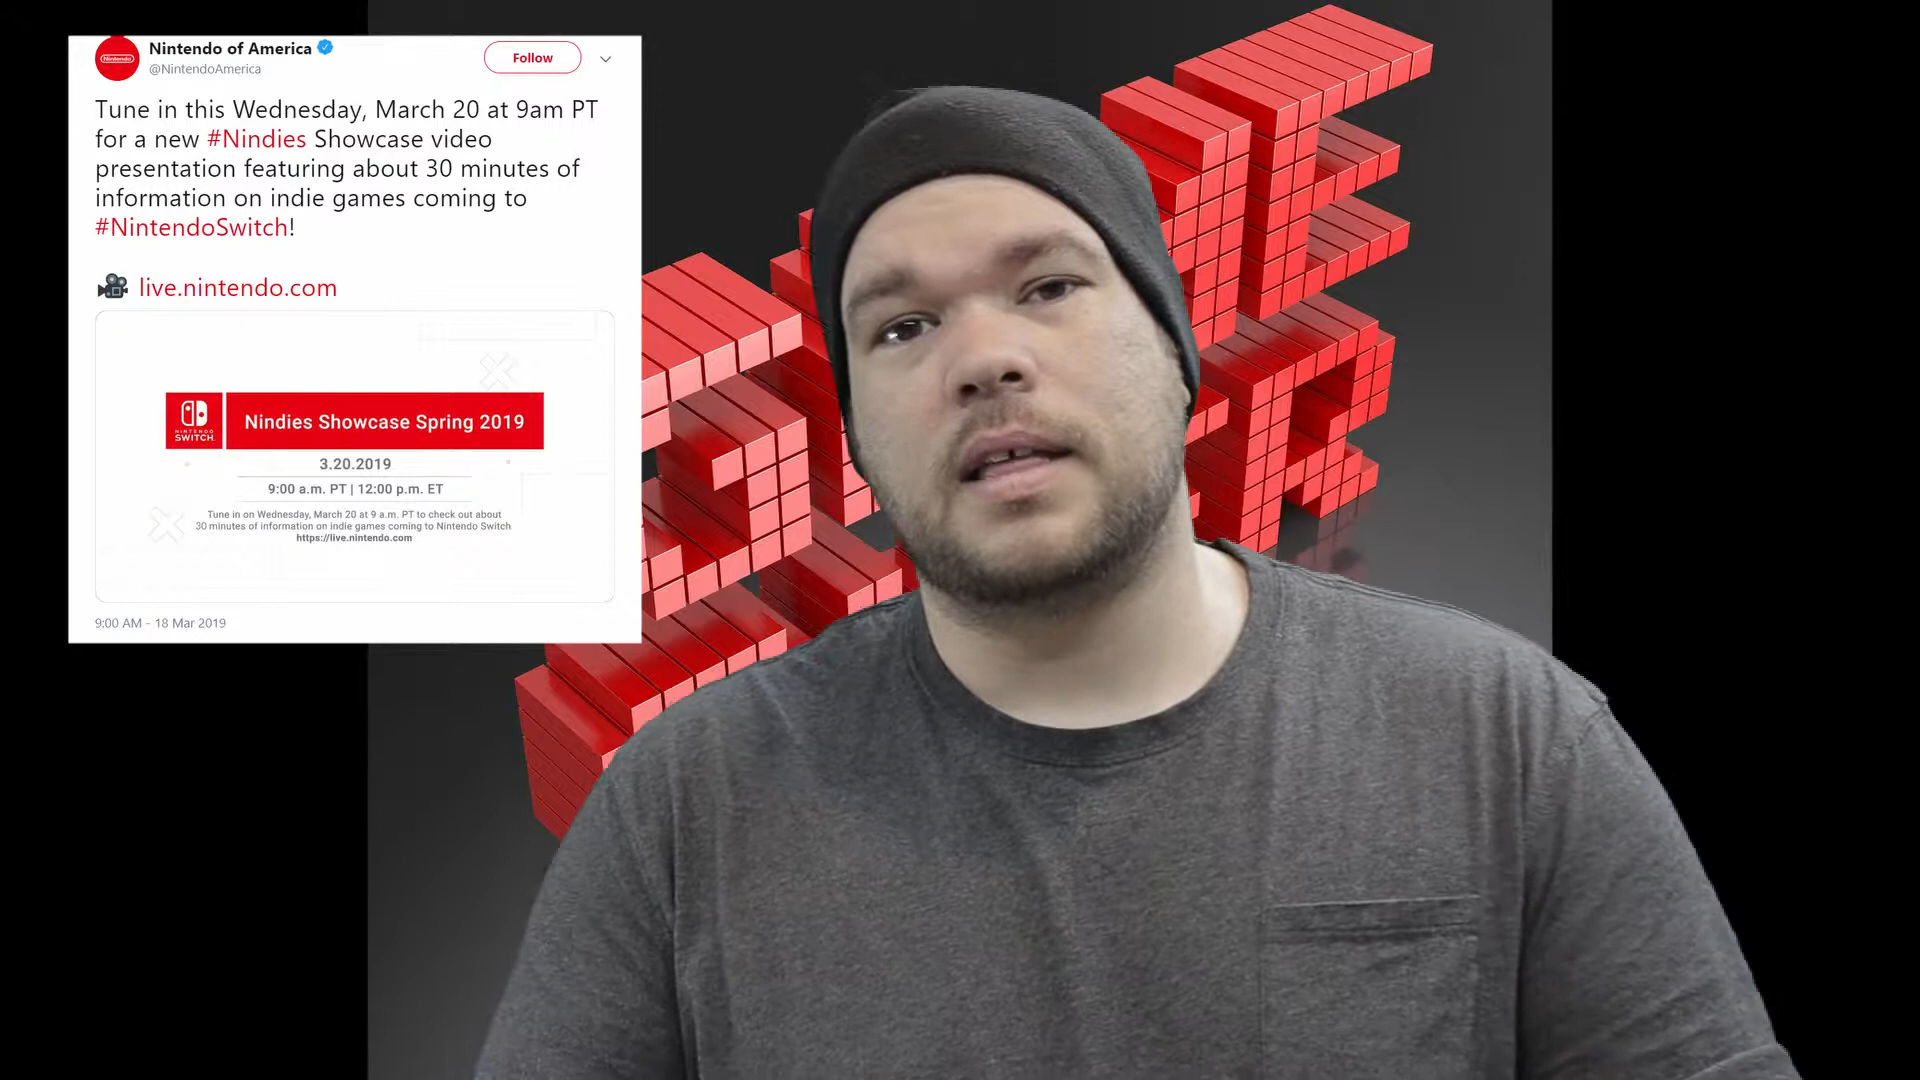 Nintendo of America
@NintendoAmerica
Follow
Tune in this Wednesday, March 20 at 9am PT
for a new #Nindies Showcase video
presentation featuring about 30 minutes of
information on indie games coming to
#NintendoSwitch!
live.nintendo.com
NINTENDO
SWITCH
Nindies Showcase Spring 2019
3.20.2019
9:00 a.m. PT | 12:00 p.m. ET
Tune in on Wednesday, March 20 at 9 a.m. PT to check out about
30 minutes of information on indie games coming to Nintendo Switch
https://live.nintendo.com
9:00 AM - 18 Mar 2019